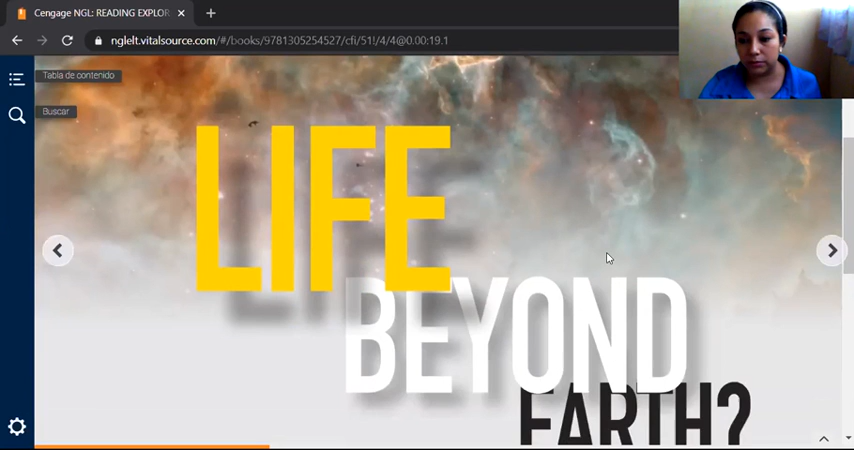 Cengage NGL: READING EXPLOR
nglelt.vitalsource.com/#/books/9781305254527/cfi/51!/4/4@0.00:19.1
Tabla de contenido
Buscar
LIFE
BEYOND
EARTH?